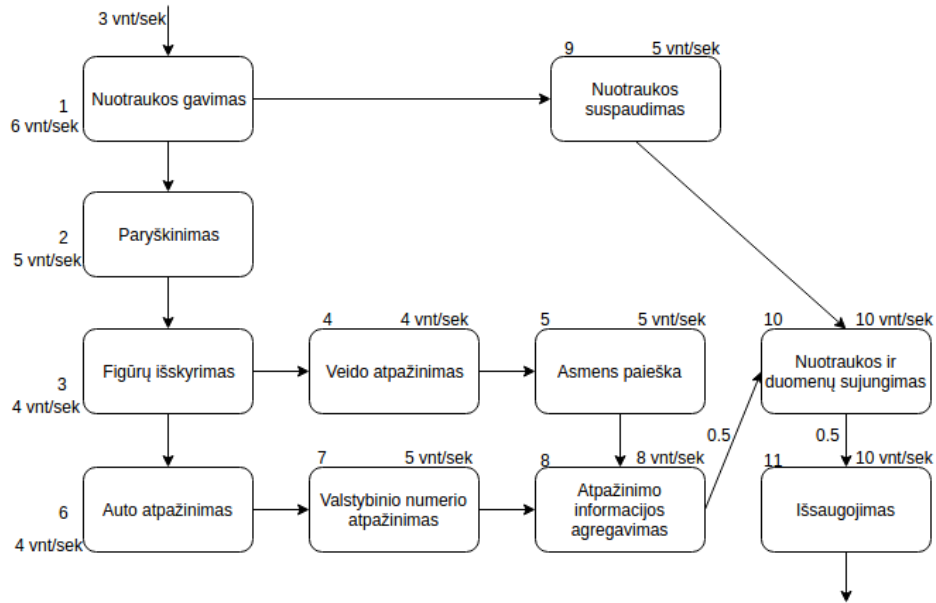 3 vnt/sek
9
5 vnt/sek
1
6 vnt/sek
Nuotraukos gavimas
Nuotraukos
suspaudimas
2
5 vnt/sek
Paryškinimas
4
4 vnt/sek
5
5 vnt/sek
10
10 vnt/sek
3
4 vnt/sek
Figūrų išskyrimas
Veido atpažinimas
Asmens paieška
Nuotraukos ir
duomenų sujungimas
0.5
0.5
7
5 vnt/sek
8
8 vnt/sek
11
10 vnt/sek
6
4 vnt/sek
Auto atpažinimas
Valstybinio numerio
atpažinimas
Atpažinimo
informacijos
agregavimas
Išsaugojimas